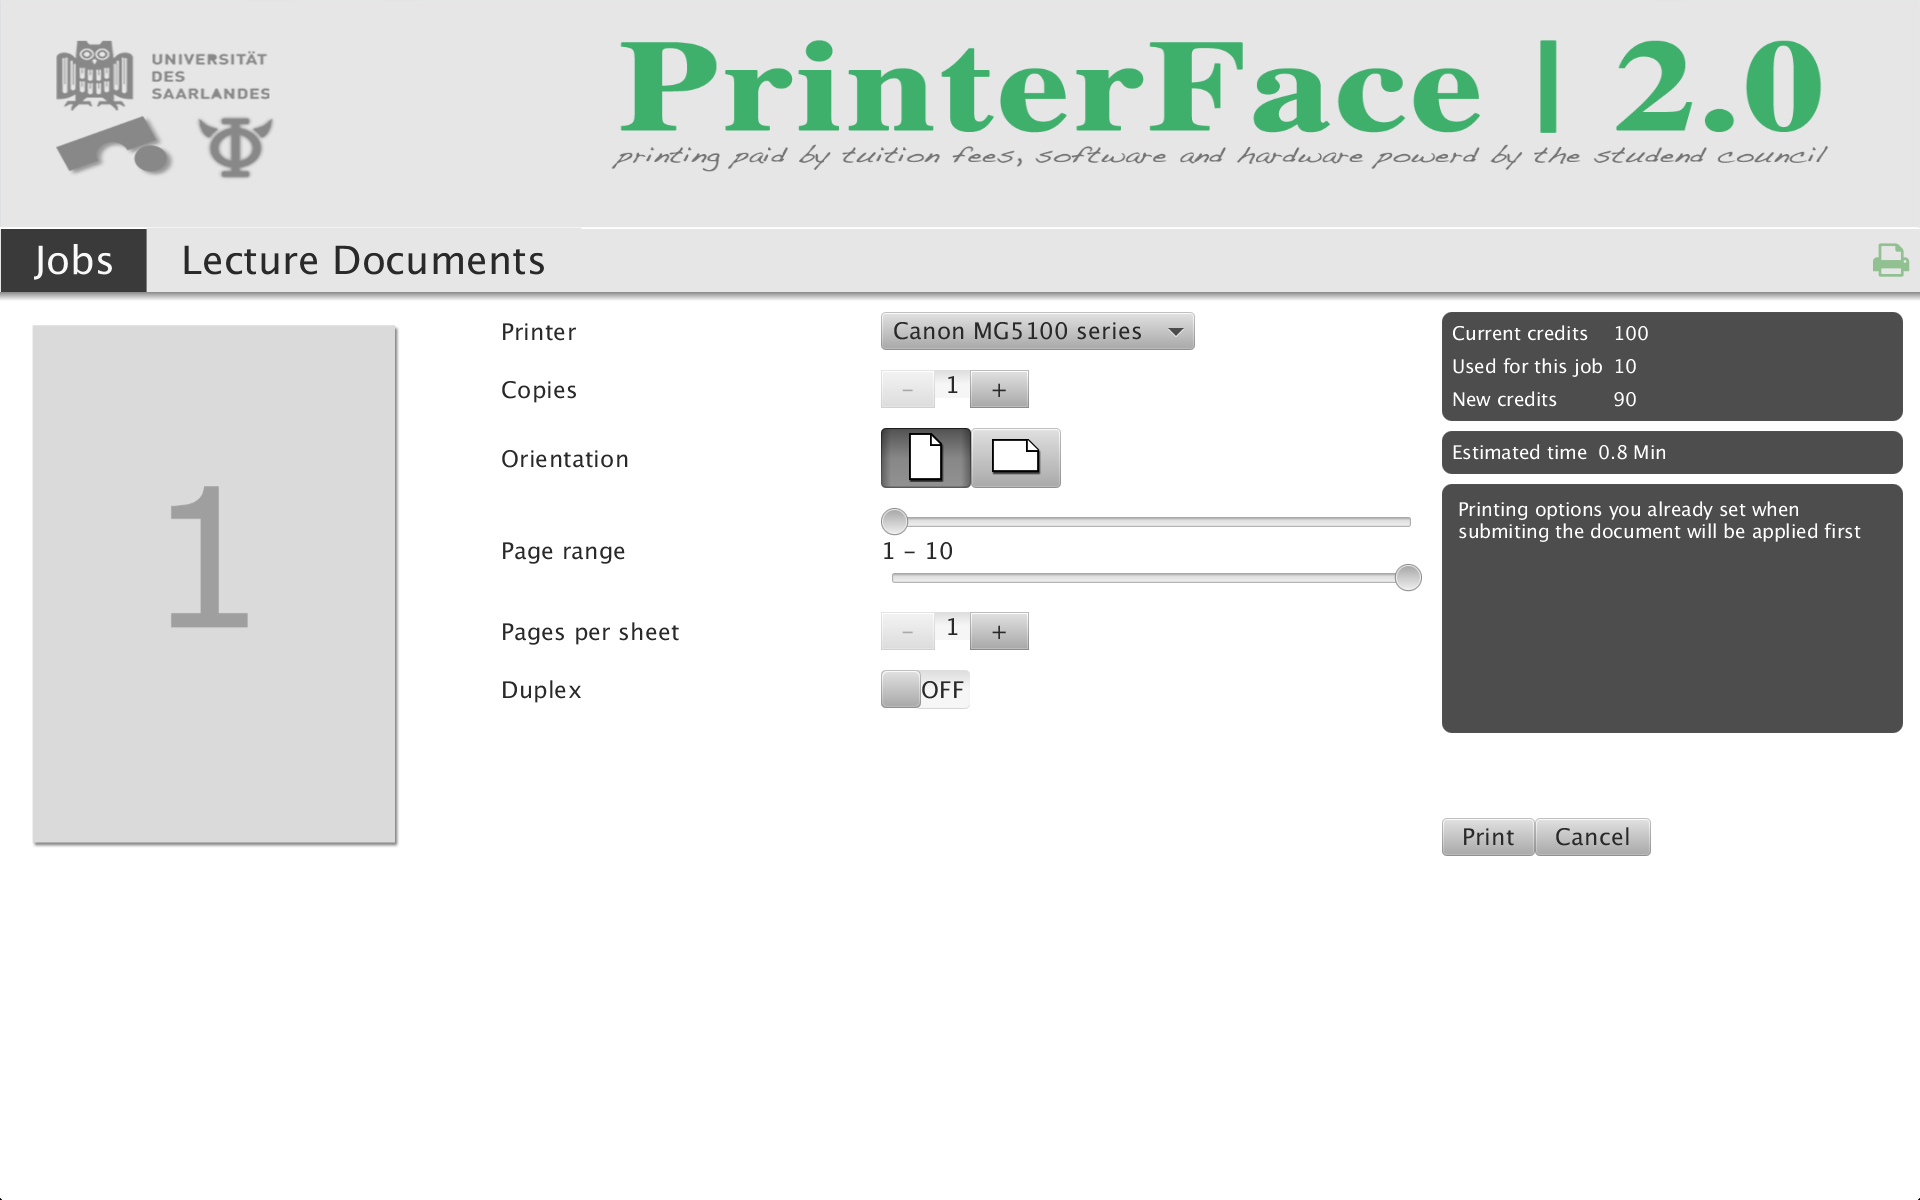 UNIVERSITÄT
DES
SAARLANDES
PrinterFace | 2.0
printing paid by tuition fees, software and hardware powerd by the studend council
Jobs
Lecture Documents
1
Printer
Canon MG5100 series
Copies
- 1 +
Orientation
Page range
1 – 10
Pages per sheet
- 1 +
Duplex
OFF
Current credits 100
Used for this job 10
New credits 90
Estimated time 0.8 Min
Printing options you already set when
submiting the document will be applied first
Print
Cancel